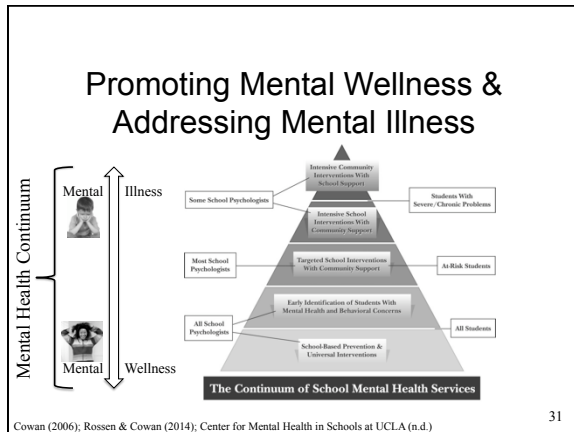 Promoting Mental Wellness &
Addressing Mental Illness
Mental Health Continuum
Mental Illness
Mental Wellness
Intensive Community
Interventions With
School Support
Some School Psychologists
Students With
Severe/Chronic Problems
Intensive School
Interventions With
Community Support
Most School
Psychologists
Targeted School Interventions
With Community Support
At-Risk Students
Early Identification of Students With
Mental Health and Behavioral Concerns
All School
Psychologists
All Students
School-Based Prevention &
Universal Interventions
The Continuum of School Mental Health Services
Cowan (2006); Rossen & Cowan (2014); Center for Mental Health in Schools at UCLA (n.d.)
31